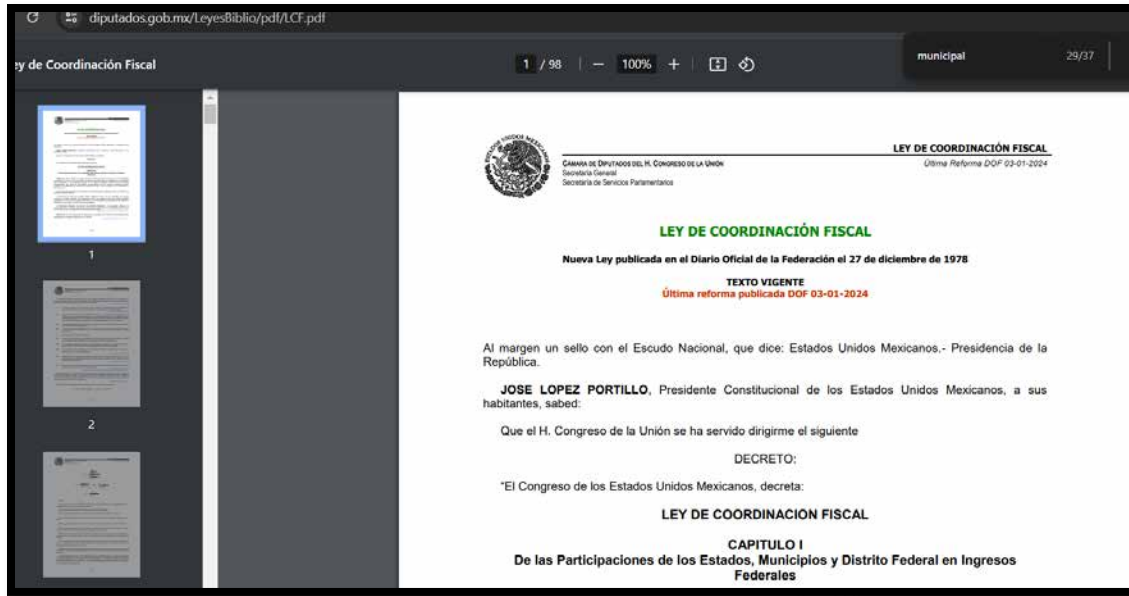 diputados.gob.mx/LeyesBiblio/pdf/LCF.pdf
ey de Coordinación Fiscal
1 / 98
100%
municipal
29/37
1
2
ESTADOS UNIDOS MEXICANOS
CÁMARA DE DIPUTADOS DEL H. CONGRESO DE LA UNIÓN
Secretaría General
Secretaría de Servicios Parlamentarios
LEY DE COORDINACIÓN FISCAL
Última Reforma DOF 03-01-2024
LEY DE COORDINACIÓN FISCAL
Nueva Ley publicada en el Diario Oficial de la Federación el 27 de diciembre de 1978
TEXTO VIGENTE
Última reforma publicada DOF 03-01-2024
Al margen un sello con el Escudo Nacional, que dice: Estados Unidos Mexicanos.- Presidencia de la
República.
JOSE LOPEZ PORTILLO, Presidente Constitucional de los Estados Unidos Mexicanos, a sus
habitantes, sabed:
Que el H. Congreso de la Unión se ha servido dirigirme el siguiente
DECRETO:
"El Congreso de los Estados Unidos Mexicanos, decreta:
LEY DE COORDINACION FISCAL
CAPITULO I
De las Participaciones de los Estados, Municipios y Distrito Federal en Ingresos
Federales